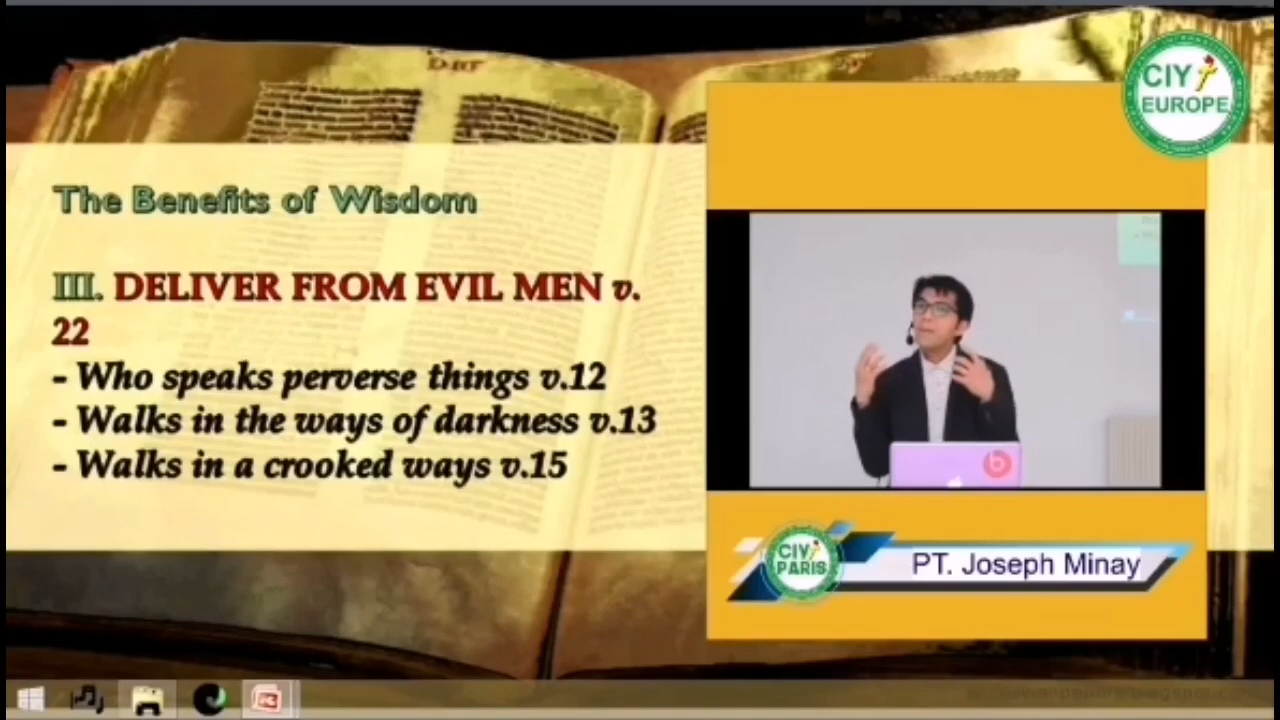 The Benefits of Wisdom
III. DELIVER FROM EVIL MEN v.
22
- Who speaks perverse things v.12
- Walks in the ways of darkness v.13
- Walks in a crooked ways v.15
CIY
EUROPE
CIY
PARIS
PT. Joseph Minay